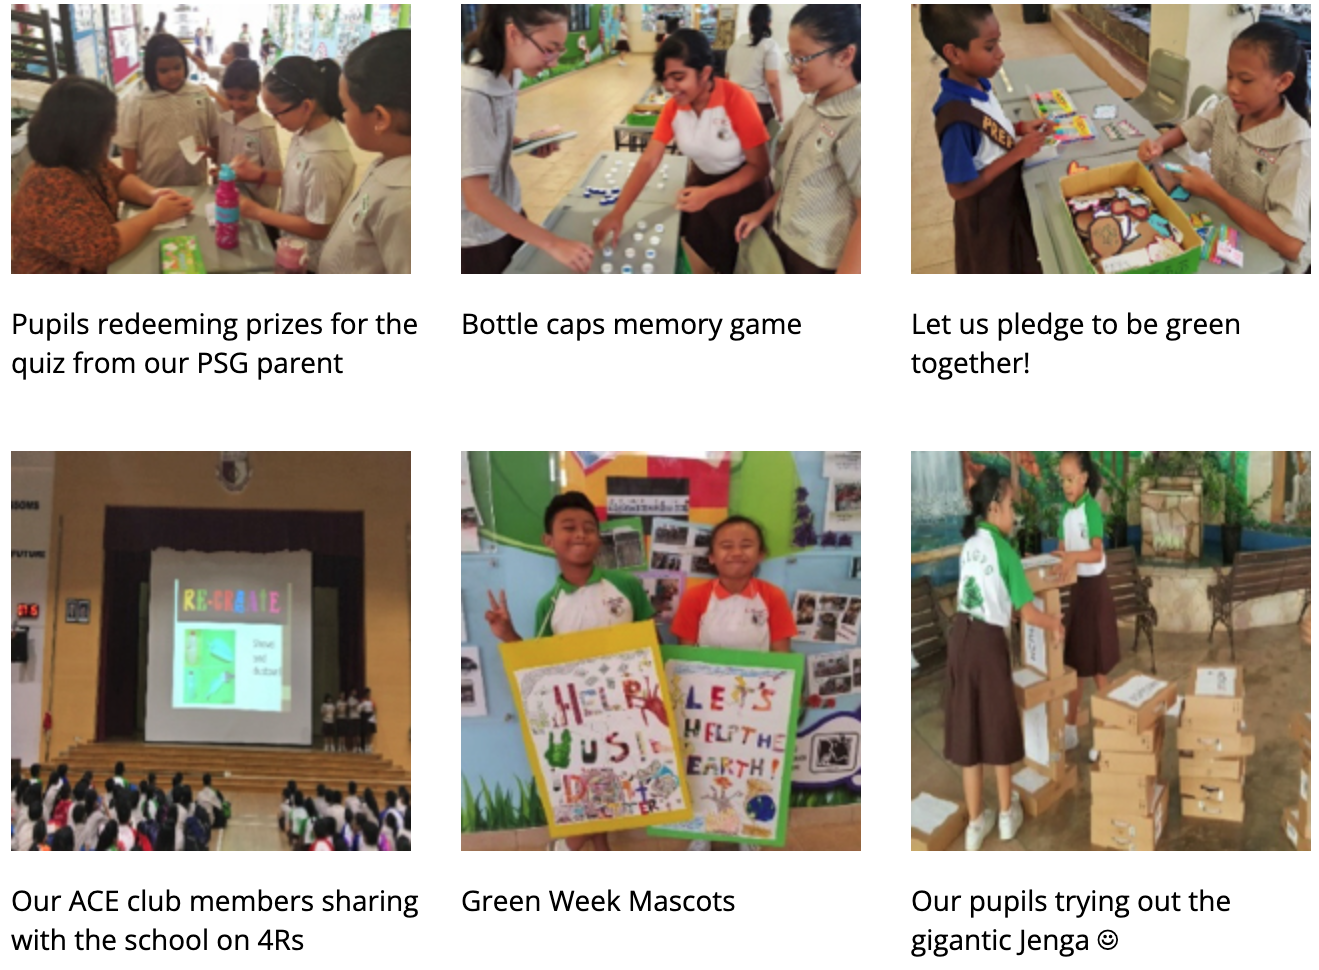 PREF
Pupils redeeming prizes for the
quiz from our PSG parent
Bottle caps memory game
Let us pledge to be green
together!
FUTURE
RE-CREATE
HELP
US!
LET'S
HELP THE
EARTH!
Our ACE club members sharing
with the school on 4Rs
Green Week Mascots
Our pupils trying out the
gigantic Jenga ☺